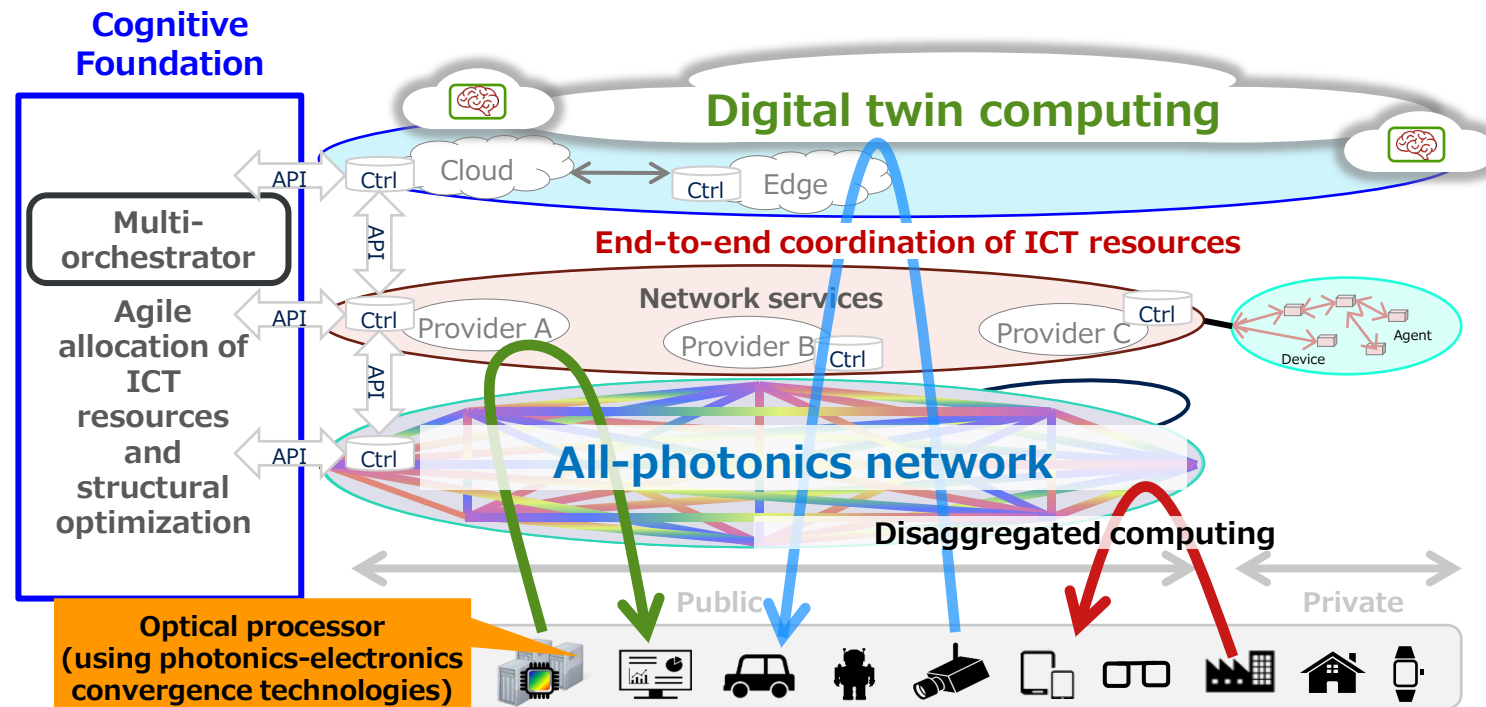 Cognitive
Foundation
Digital twin computing
Cloud
Edge
Ctrl
Ctrl
API
Multi-
orchestrator
API
End-to-end coordination of ICT resources
Network services
Provider A
Provider B
Provider C
Ctrl
Ctrl
Ctrl
API
Agent
Device
Agile
allocation of
ICT
resources
and
structural
optimization
API
All-photonics network
Ctrl
API
Disaggregated computing
Public
Private
Optical processor
(using photonics-electronics
convergence technologies)